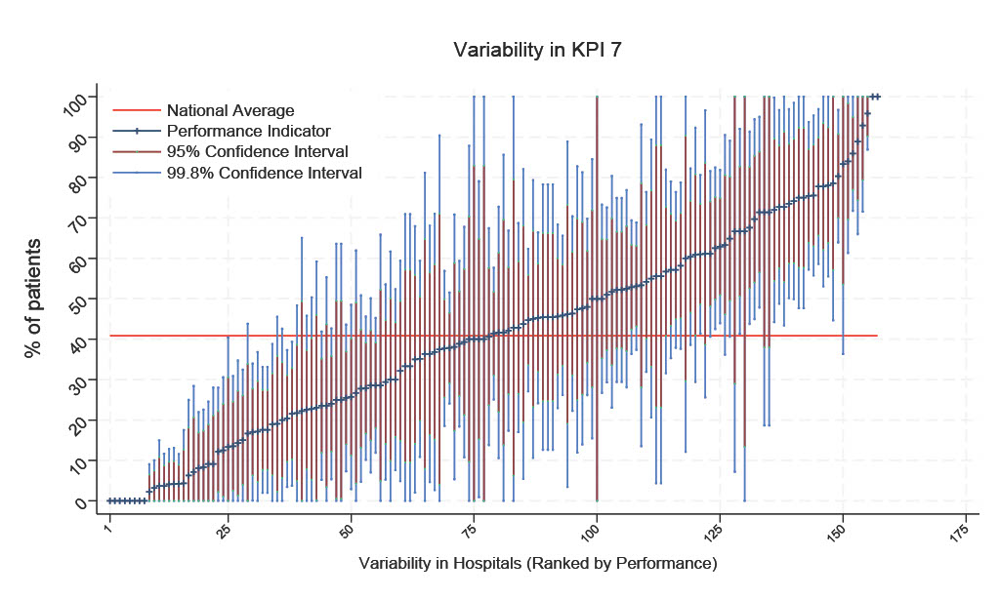 Variability in KPI 7
National Average
Performance Indicator
95% Confidence Interval
99.8% Confidence Interval
% of patients
100
90
80
70
60
50
40
30
20
10
0
1 25 50 75 100 125 150 175
Variability in Hospitals (Ranked by Performance)